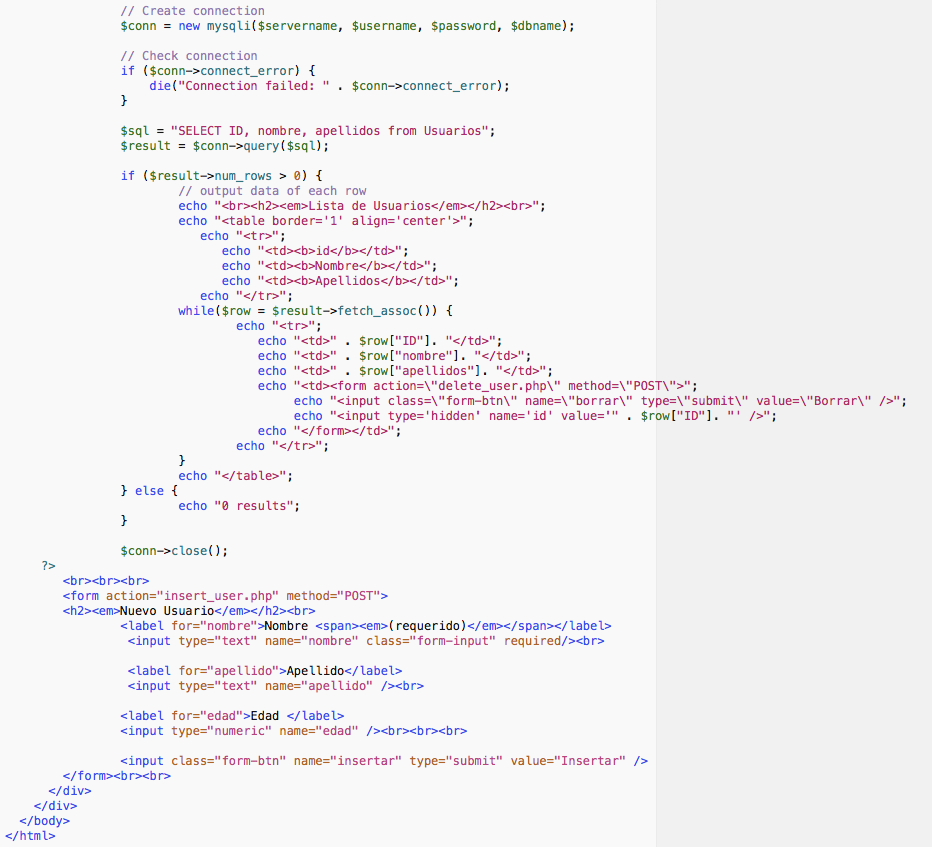 // Create connection
$conn = new mysqli($servername, $username, $password, $dbname);
// Check connection
if ($conn->connect_error) {
die("Connection failed: " . $conn->connect_error);
}
$sql = "SELECT ID, nombre, apellidos from Usuarios";
$result = $conn->query($sql);
if ($result->num_rows > 0) {
// output data of each row
echo "<br><h2><em>Lista de Usuarios</em></h2><br>";
echo "<table border='1' align='center'>";
echo "<tr>";
echo "<td><b>id</b></td>";
echo "<td><b>Nombre</b></td>";
echo "<td><b>Apellidos</b></td>";
echo "</tr>";
while($row = $result->fetch_assoc()) {
echo "<tr>";
echo "<td>" . $row["ID"]. "</td>";
echo "<td>" . $row["nombre"]. "</td>";
echo "<td>" . $row["apellidos"]. "</td>";
echo "<td><form action=\"delete_user.php\" method=\"POST\">";
echo "<input class=\"form-btn\" name=\"borrar\" type=\"submit\" value=\"Borrar\" />";
echo "<input type='hidden' name='id' value='" . $row["ID"]. "' />";
echo "</form></td>";
echo "</tr>";
}
echo "</table>";
} else {
echo "0 results";
}
$conn->close();
?>
<br><br><br>
<form action="insert_user.php" method="POST">
<h2><em>Nuevo Usuario</em></h2><br>
<label for="nombre">Nombre <span><em>(requerido)</em></span></label>
<input type="text" name="nombre" class="form-input" required/><br>
<label for="apellido">Apellido</label>
<input type="text" name="apellido" /><br>
<label for="edad">Edad </label>
<input type="numeric" name="edad" /><br><br><br>
<input class="form-btn" name="insertar" type="submit" value="Insertar" />
</form><br><br>
</div>
</div>
</body>
</html>